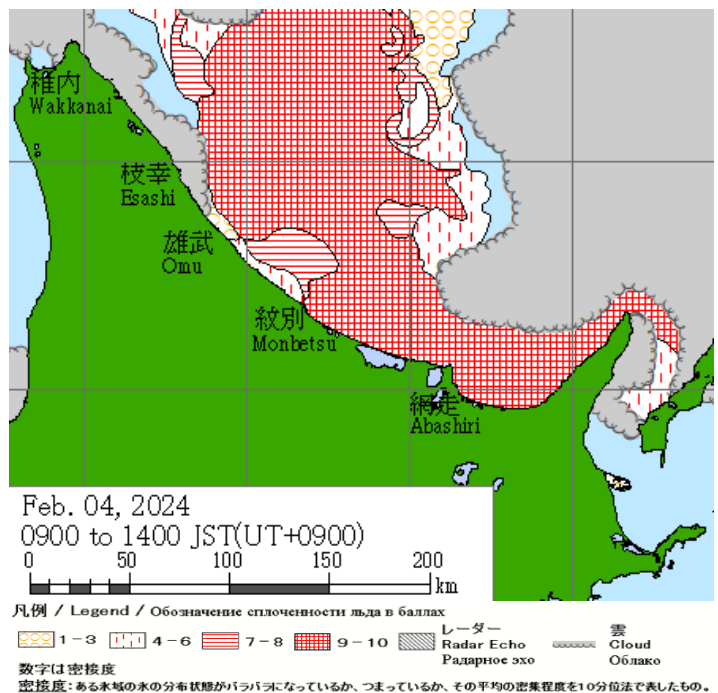 稚内
Wakkanai
枝幸
Esashi
雄武
Omu
紋別
Monbetsu
網走
Abashiri
Feb. 04, 2024
0900 to 1400 JST(UT+0900)
0 50 100 150 200
km
凡例 / Legend / Обозначение сплоченности льда в баллах
1-3 4-6 7-8 9-10
レーダー
Radar Echo
Радарное эхо
雲
Cloud
Облако
数字は密接度
密接度:ある水域の氷の分布状態がバラバラになっているか、つまっているか、その平均の密集程度を10分位法で表したもの。